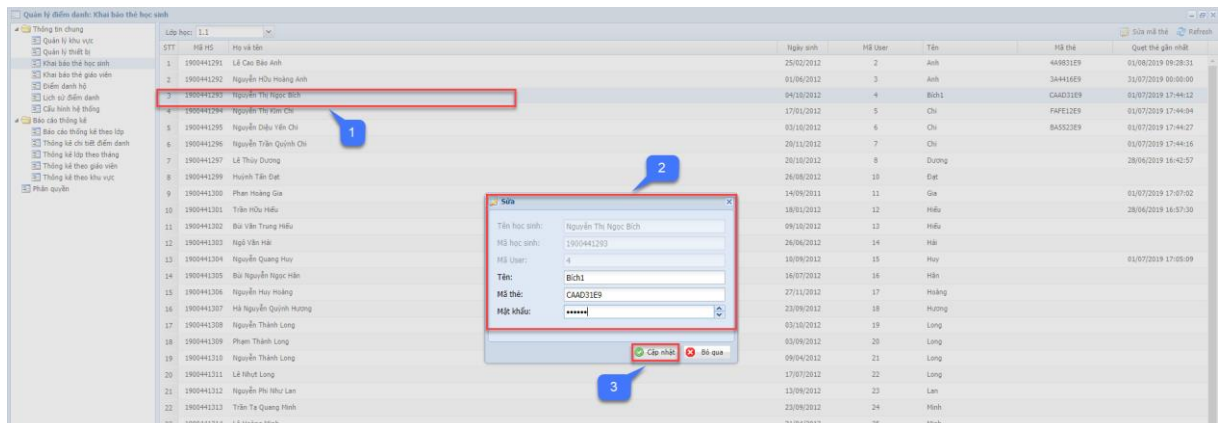 Quản lý điểm danh: Khai báo thẻ học sinh
Thông tin chung
Quản lý khu vực
Quản lý thiết bị
Khai báo thẻ học sinh
Khai báo thẻ giáo viên
Điểm danh hộ
Lịch sử điểm danh
Cấu hình hệ thống
Báo cáo thống kê
Báo cáo thống kê theo lớp
Thống kê chi tiết điểm danh
Thống kê lớp theo tháng
Thống kê theo giáo viên
Thống kê theo khu vực
Phân quyền
Lớp học: 1.1
Sửa mã thẻ Refresh
STT Mã HS Họ và tên Ngày sinh Mã User Tên Mã thẻ Quẹt thẻ gần nhất
1 1900441291 Lê Cao Bảo Anh 25/02/2012 2 Anh 4A9831E9 01/08/2019 09:28:31
2 1900441292 Nguyễn Hữu Hoàng Anh 01/06/2012 3 Anh 3A4416E9 31/07/2019 00:00:00
3 1900441293 Nguyễn Thị Ngọc Bích 04/10/2012 4 Bich1 CAAD31E9 01/07/2019 17:44:12
4 1900441294 Nguyễn Thị Kim Chi 17/01/2012 5 Chi FAFE12E9 01/07/2019 17:44:04
5 1900441295 Nguyễn Diệu Yến Chi 03/10/2012 6 Chi BA5523E9 01/07/2019 17:44:27
6 1900441296 Nguyễn Trần Quỳnh Chi 20/11/2012 7 Chi 01/07/2019 17:44:16
7 1900441297 Lê Thùy Dương 20/10/2012 8 Dương 28/06/2019 16:42:57
8 1900441299 Huỳnh Tấn Đạt 26/08/2012 10 Đạt
9 1900441300 Phan Hoàng Gia 14/09/2011 11 Gia 01/07/2019 17:07:02
10 1900441301 Trần Hữu Hiếu 18/01/2012 12 Hiếu 28/06/2019 16:57:30
11 1900441302 Bùi Văn Trung Hiếu 09/10/2012 13 Hiếu
12 1900441303 Ngô Văn Hải 26/06/2012 14 Hải
13 1900441304 Nguyễn Quang Huy 10/09/2012 15 Huy 01/07/2019 17:05:09
14 1900441305 Bùi Nguyễn Ngọc Hân 16/07/2012 16 Hân
15 1900441306 Nguyễn Huy Hoàng 27/11/2012 17 Hoàng
16 1900441307 Hà Nguyễn Quỳnh Hương 23/09/2012 18 Hương
17 1900441308 Nguyễn Thành Long 03/10/2012 19 Long
18 1900441309 Phạm Thành Long 03/09/2012 20 Long
19 1900441310 Nguyễn Thành Long 09/04/2012 21 Long
20 1900441311 Lê Nhựt Long 17/07/2012 22 Long
21 1900441312 Nguyễn Phi Như Lan 13/09/2012 23 Lan
22 1900441313 Trần Tạ Quang Minh 23/09/2012 24 Minh
1
2
Sửa
Tên học sinh: Nguyễn Thị Ngọc Bích
Mã học sinh: 1900441293
Mã User: 4
Tên: Bích1
Mã thẻ: CAAD31E9
Mật khẩu: ••••••
Cập nhật Bỏ qua
3